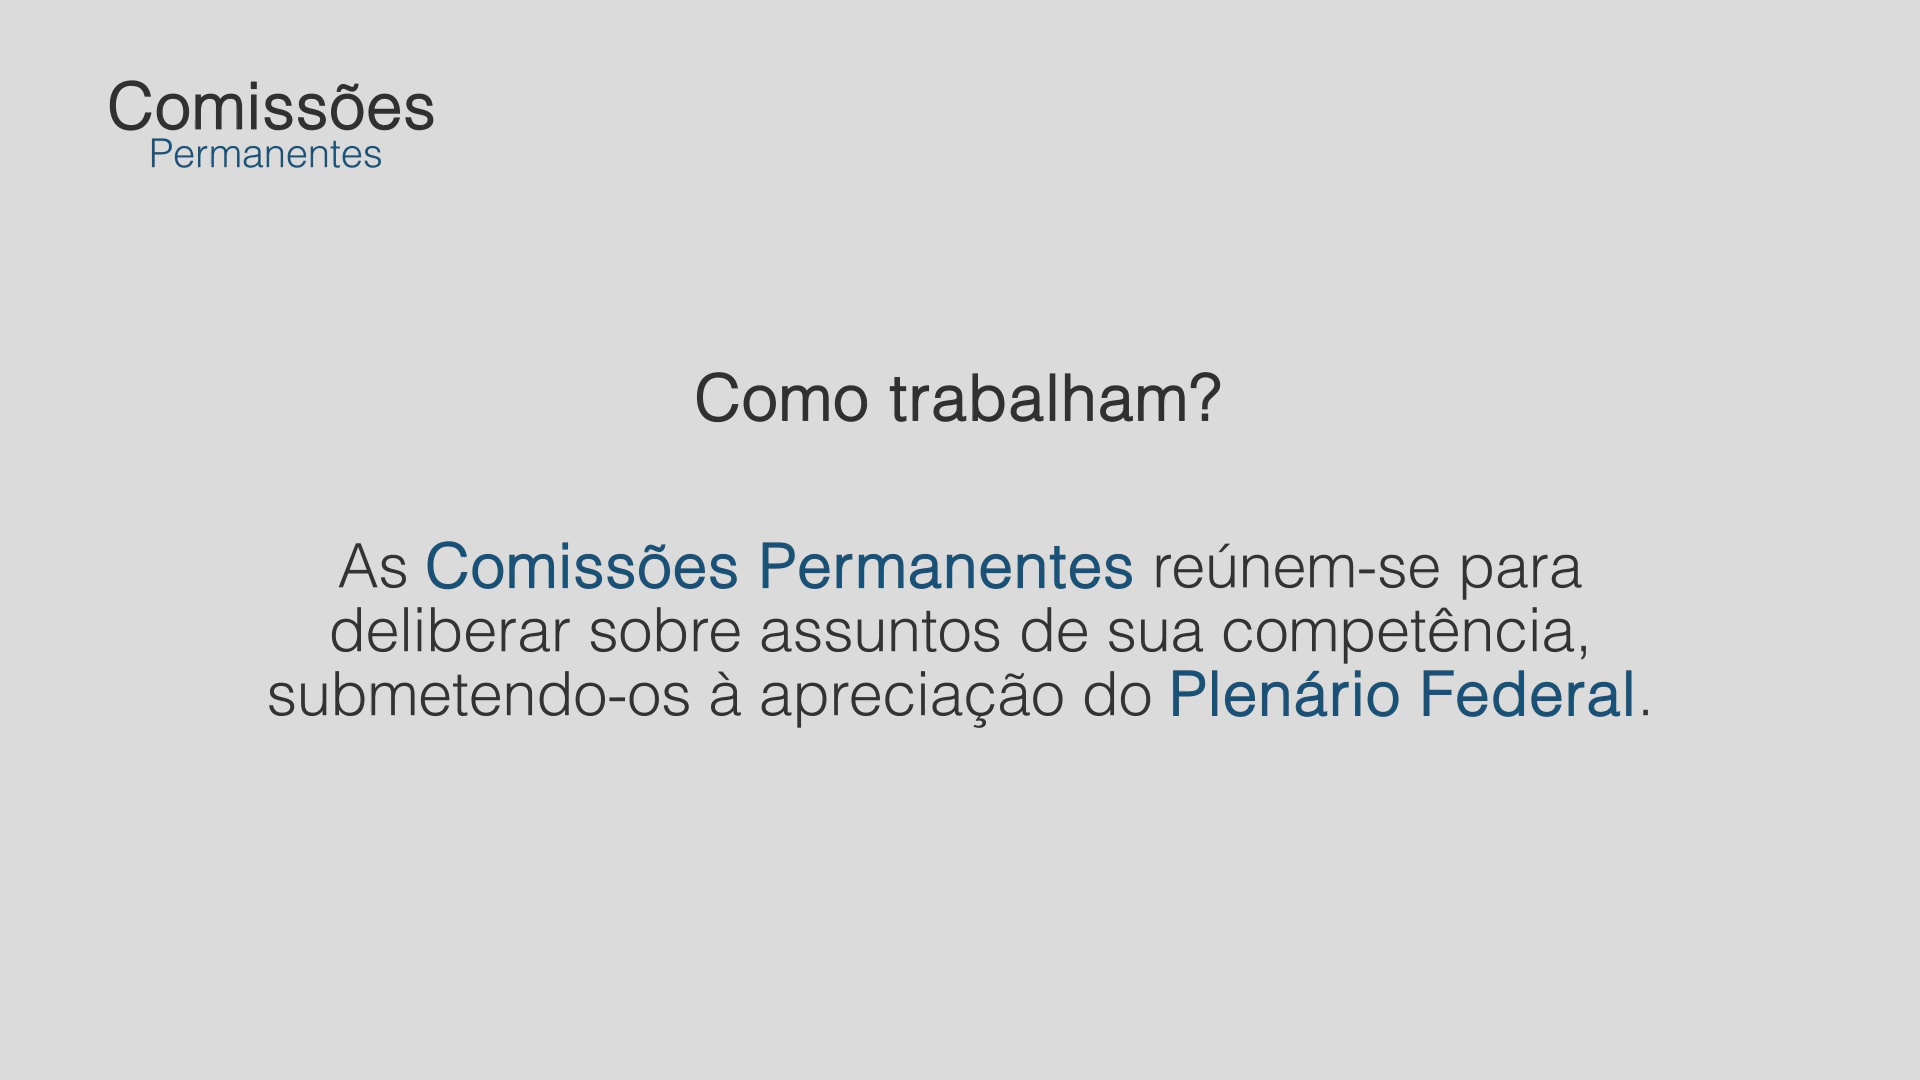 Comissões
Permanentes
Como trabalham?
As Comissões Permanentes reúnem-se para
deliberar sobre assuntos de sua competência,
submetendo-os à apreciação do Plenário Federal.